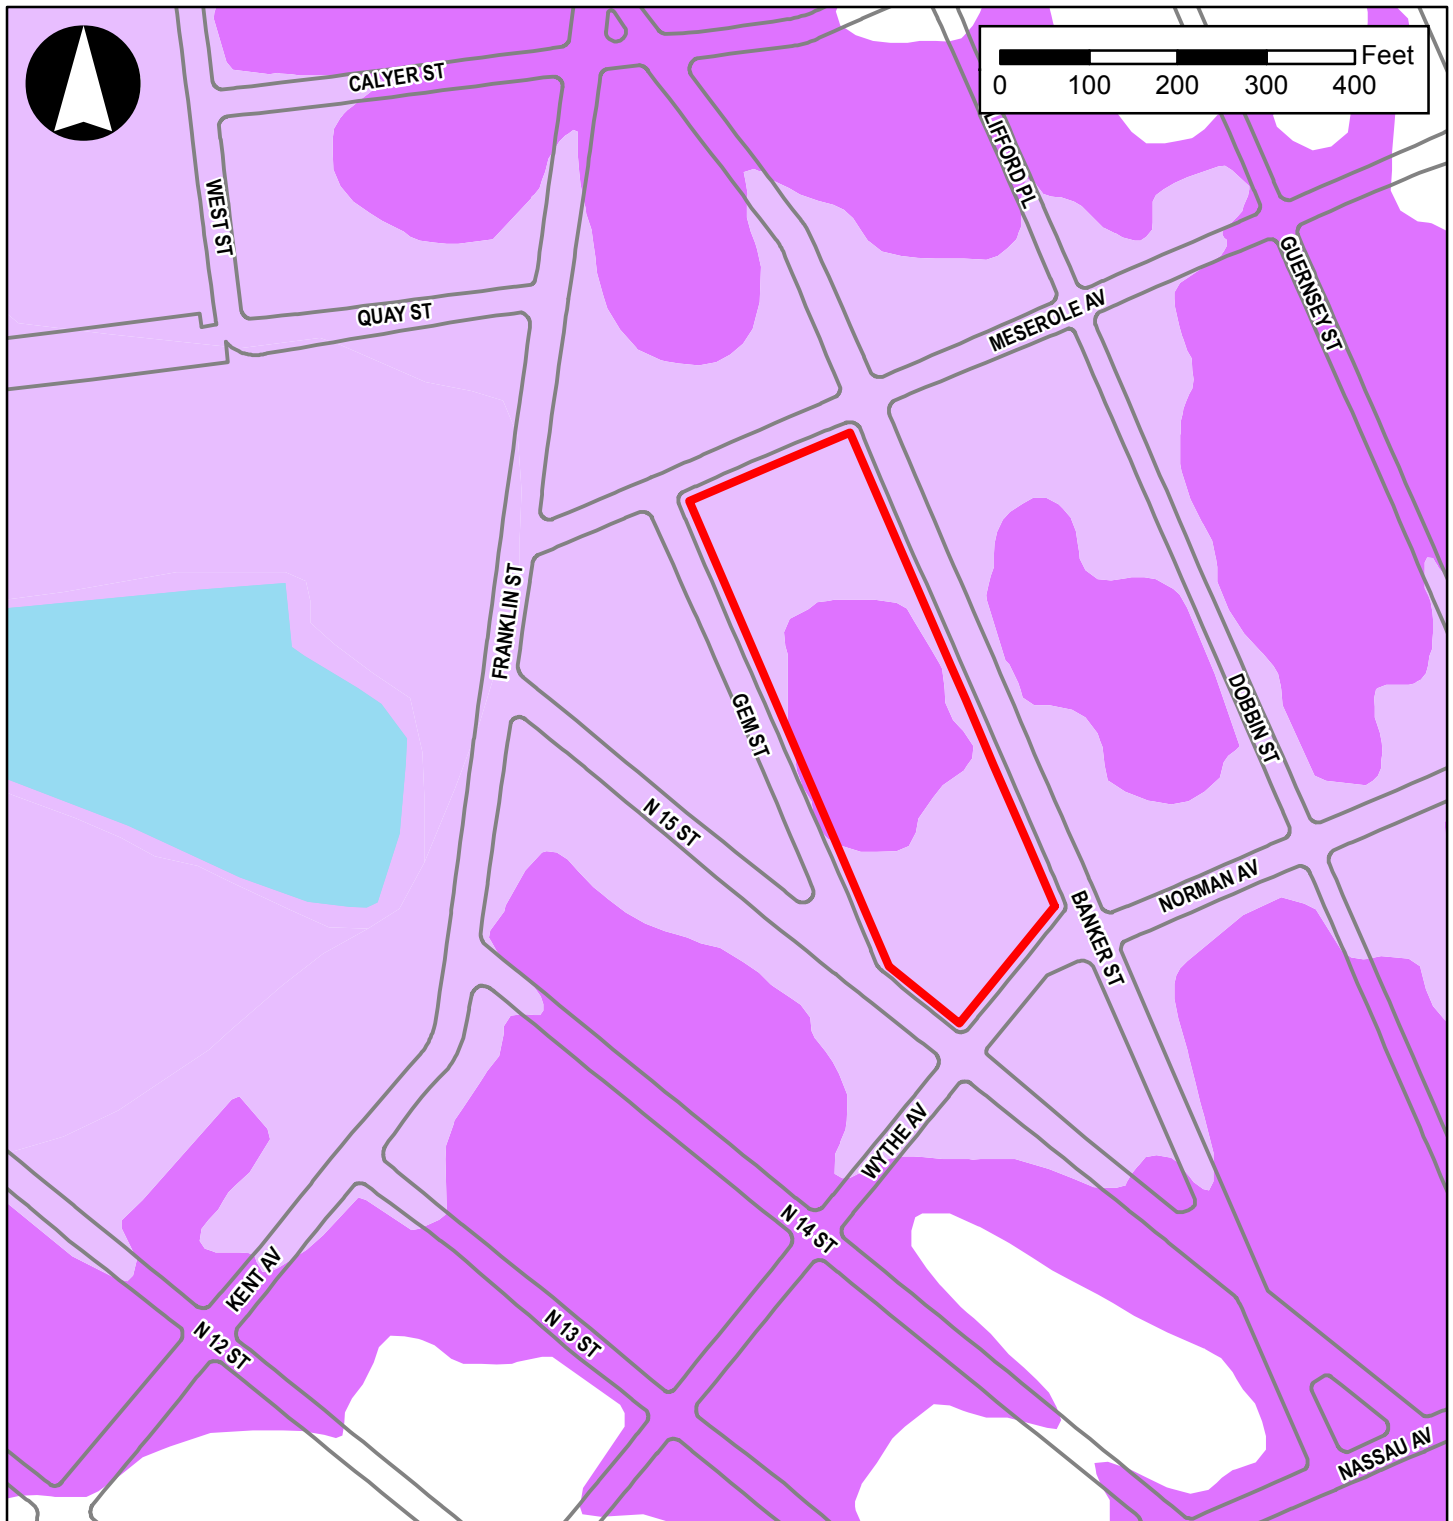 Feet
0 100 200 300 400
CALYER ST
LIFFORD PL
WEST ST
GUERNSEY ST
QUAY ST
MESEROLE AV
FRANKLIN ST
GEM ST
DOBBIN ST
N 15 ST
NORMAN AV
BANKER ST
WYTHE AV
N 14 ST
KENT AV
N 13 ST
N 12 ST
NASSAU AV